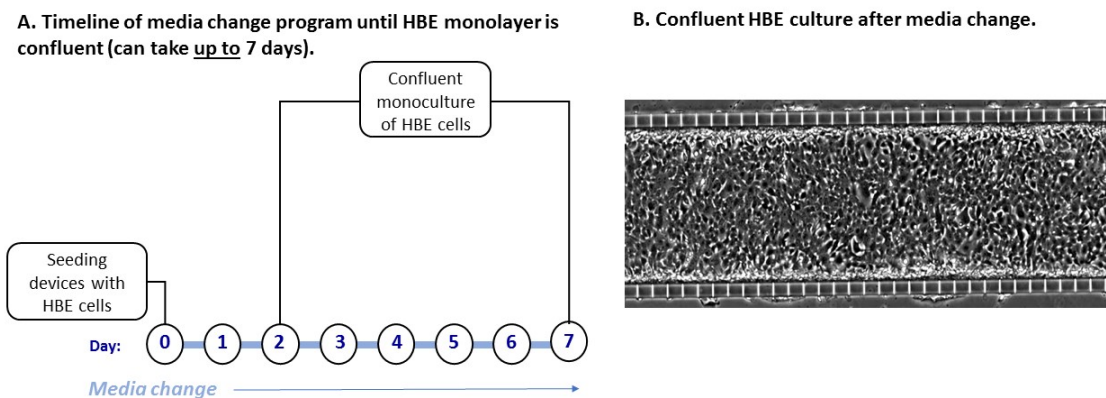 A. Timeline of media change program until HBE monolayer is
confluent (can take up to 7 days).
B. Confluent HBE culture after media change.
Confluent
monoculture
of HBE cells
Seeding
devices with
HBE cells
Day: 0 1 2 3 4 5 6 7
Media change